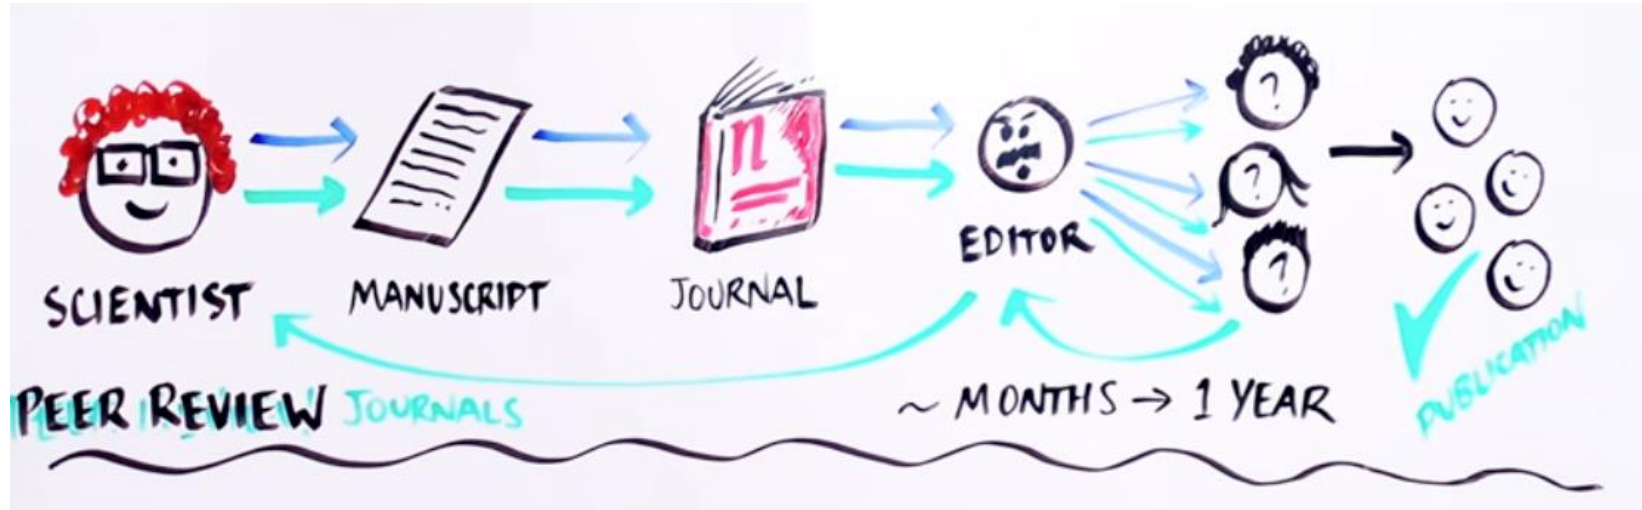 SCIENTIST
MANUSCRIPT
n
JOURNAL
EDITOR
?
?
?
PEER REVIEW JOURNALS
~ MONTHS → 1 YEAR
PUBLICATION